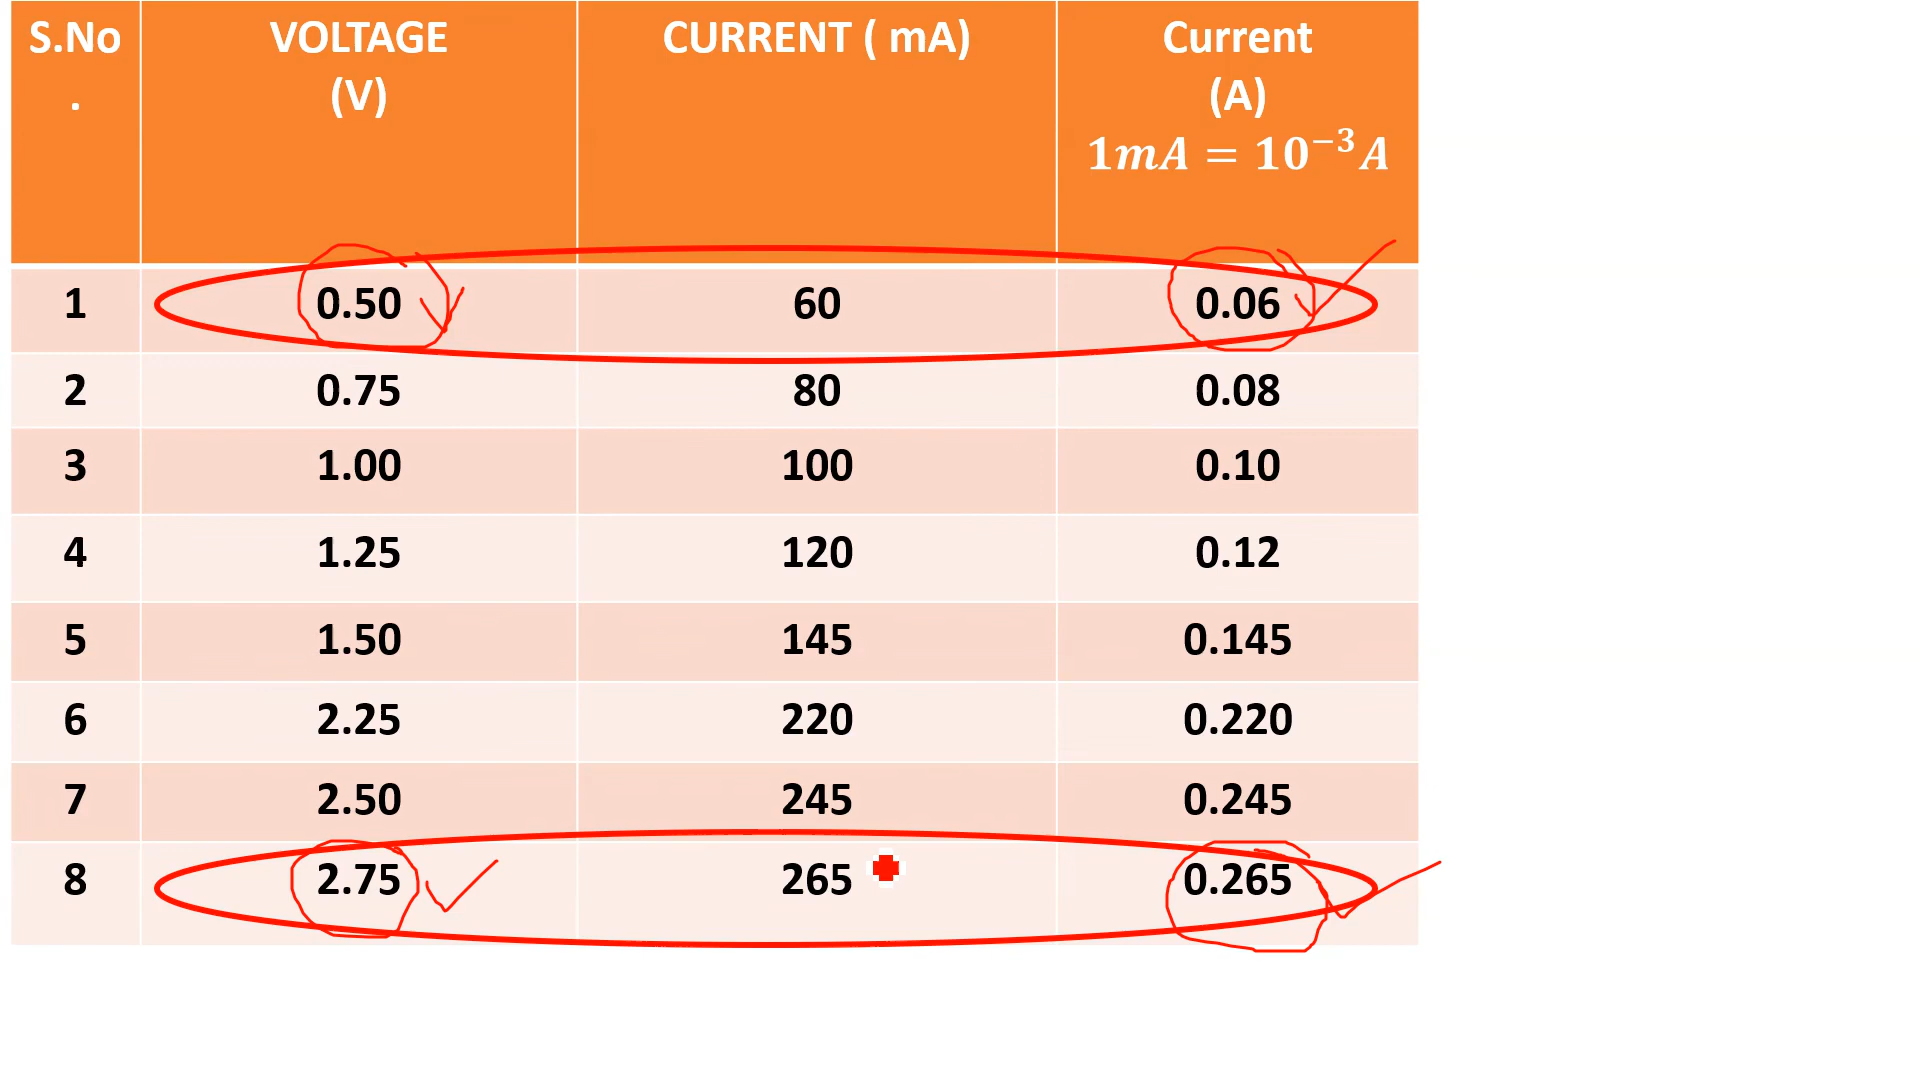 S.No
.
VOLTAGE
(V)
CURRENT ( mA)
Current
(A)
1mA = 10⁻³A
1 0.50 60 0.06
2 0.75 80 0.08
3 1.00 100 0.10
4 1.25 120 0.12
5 1.50 145 0.145
6 2.25 220 0.220
7 2.50 245 0.245
8 2.75 265 0.265